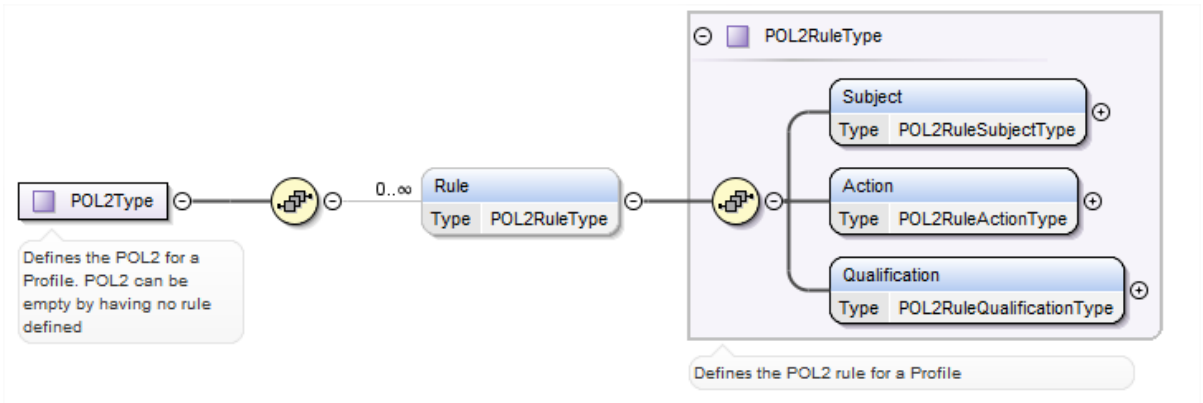 POL2RuleType
Subject
Type POL2RuleSubjectType
POL2Type
0..∞
Rule
Type POL2RuleType
Action
Type POL2RuleActionType
Defines the POL2 for a
Profile. POL2 can be
empty by having no rule
defined
Qualification
Type POL2RuleQualificationType
Defines the POL2 rule for a Profile